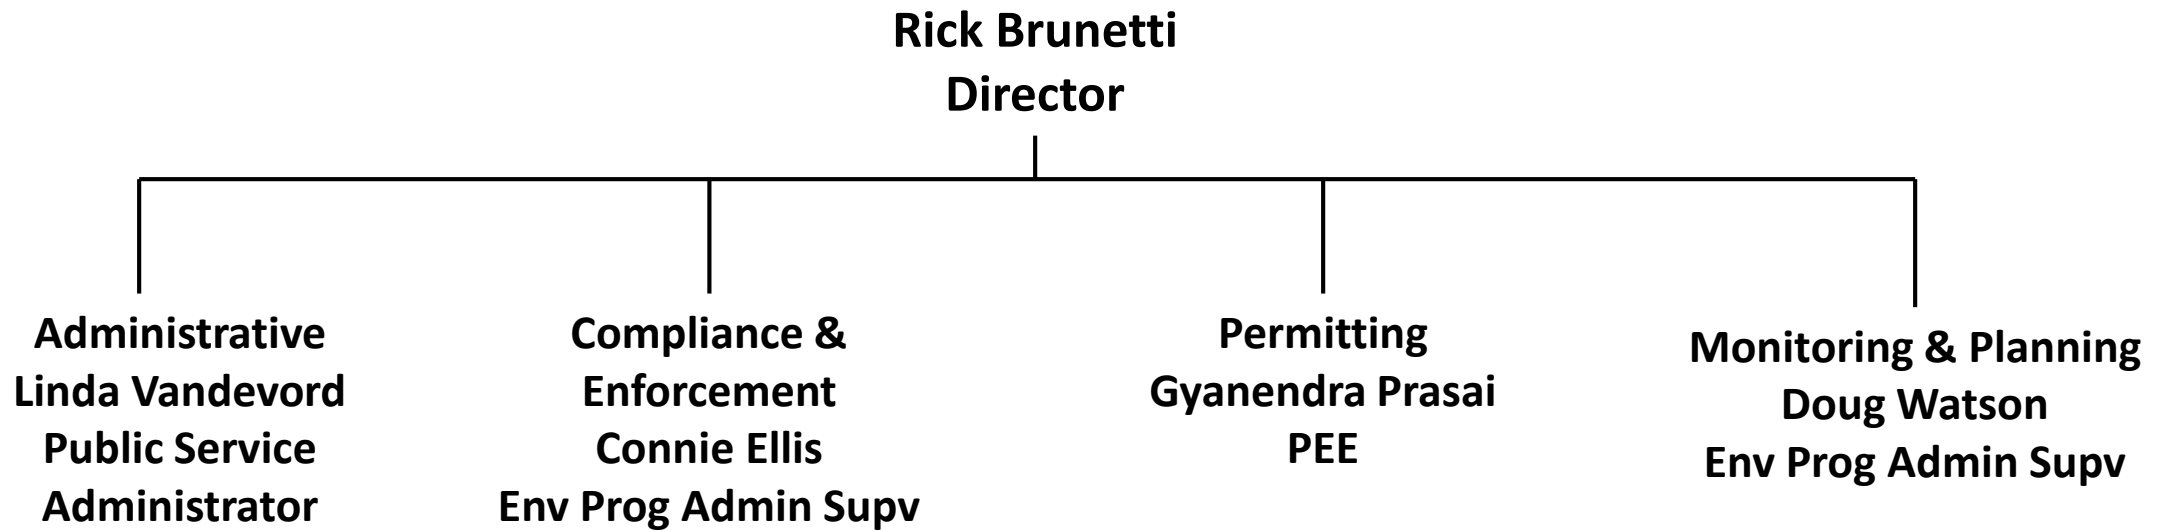 Rick Brunetti
Director
Administrative
Linda Vandevord
Public Service
Administrator
Compliance &
Enforcement
Connie Ellis
Env Prog Admin Supv
Permitting
Gyanendra Prasai
PEE
Monitoring & Planning
Doug Watson
Env Prog Admin Supv